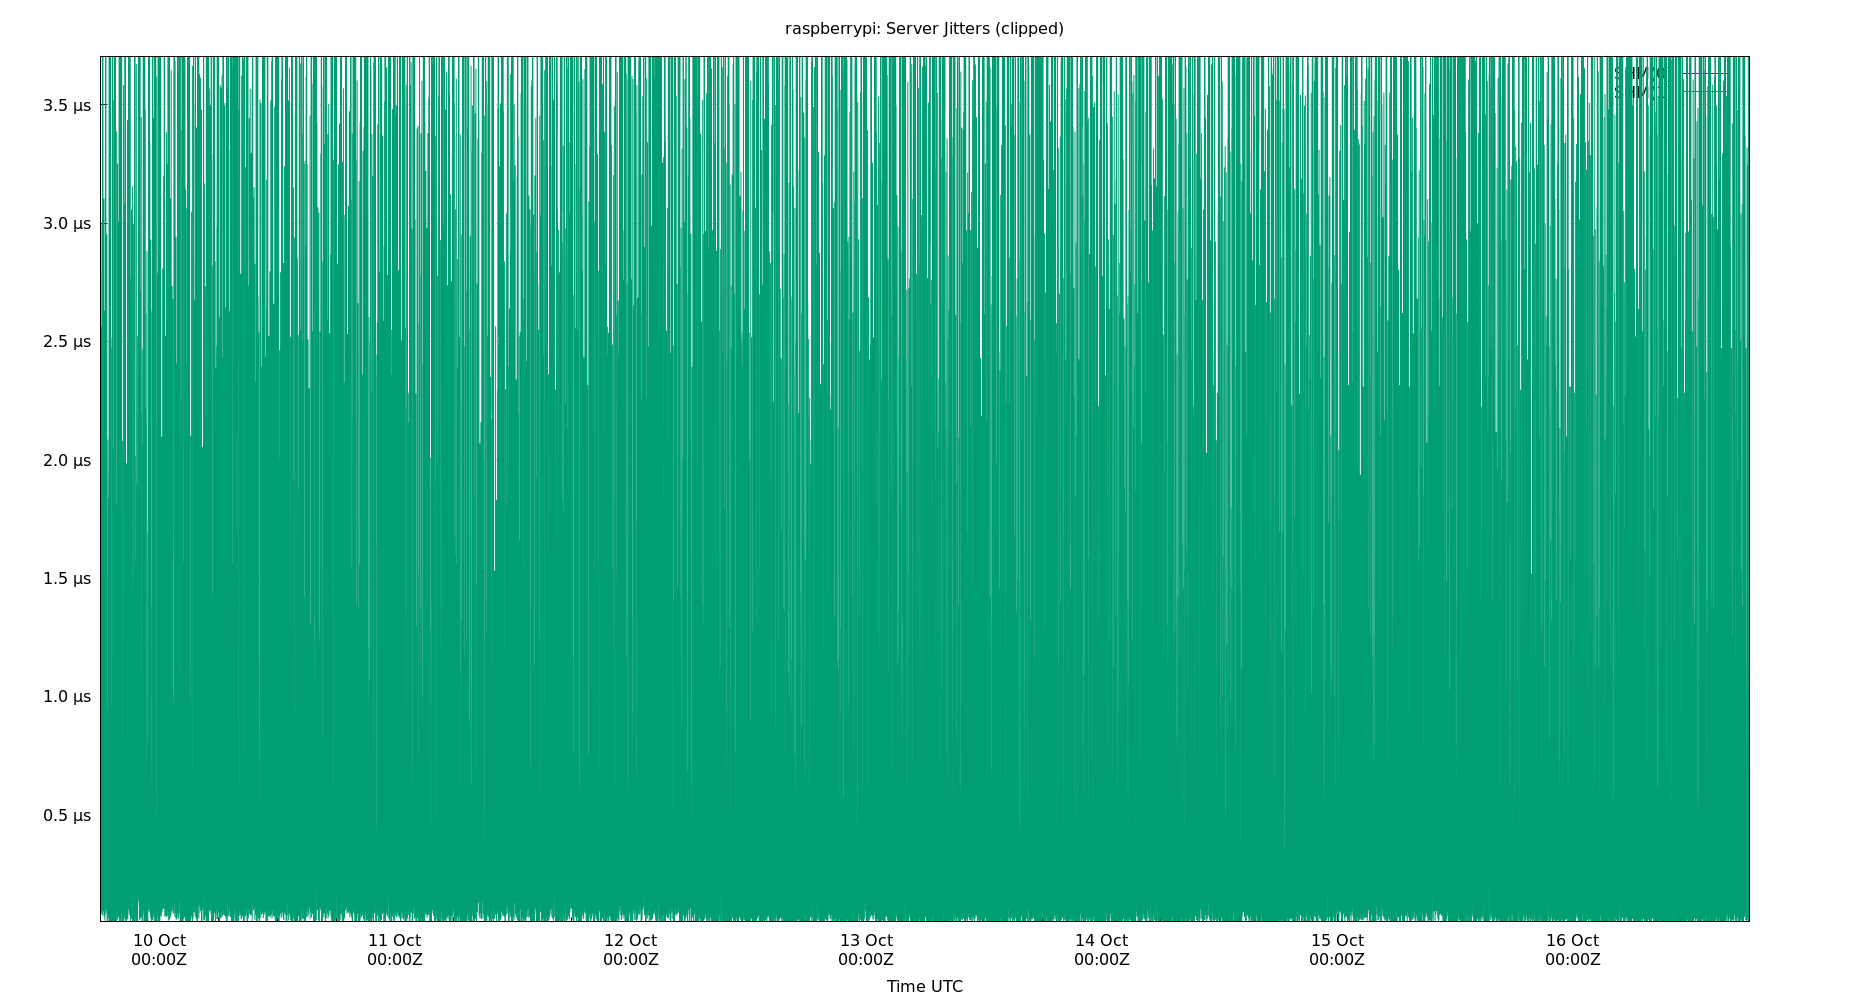 raspberrypi: Server Jitters (clipped)
3.5 µs
3.0 µs
2.5 µs
2.0 µs
1.5 µs
1.0 µs
0.5 µs
10 Oct
00:00Z
11 Oct
00:00Z
12 Oct
00:00Z
13 Oct
00:00Z
14 Oct
00:00Z
15 Oct
00:00Z
16 Oct
00:00Z
Time UTC